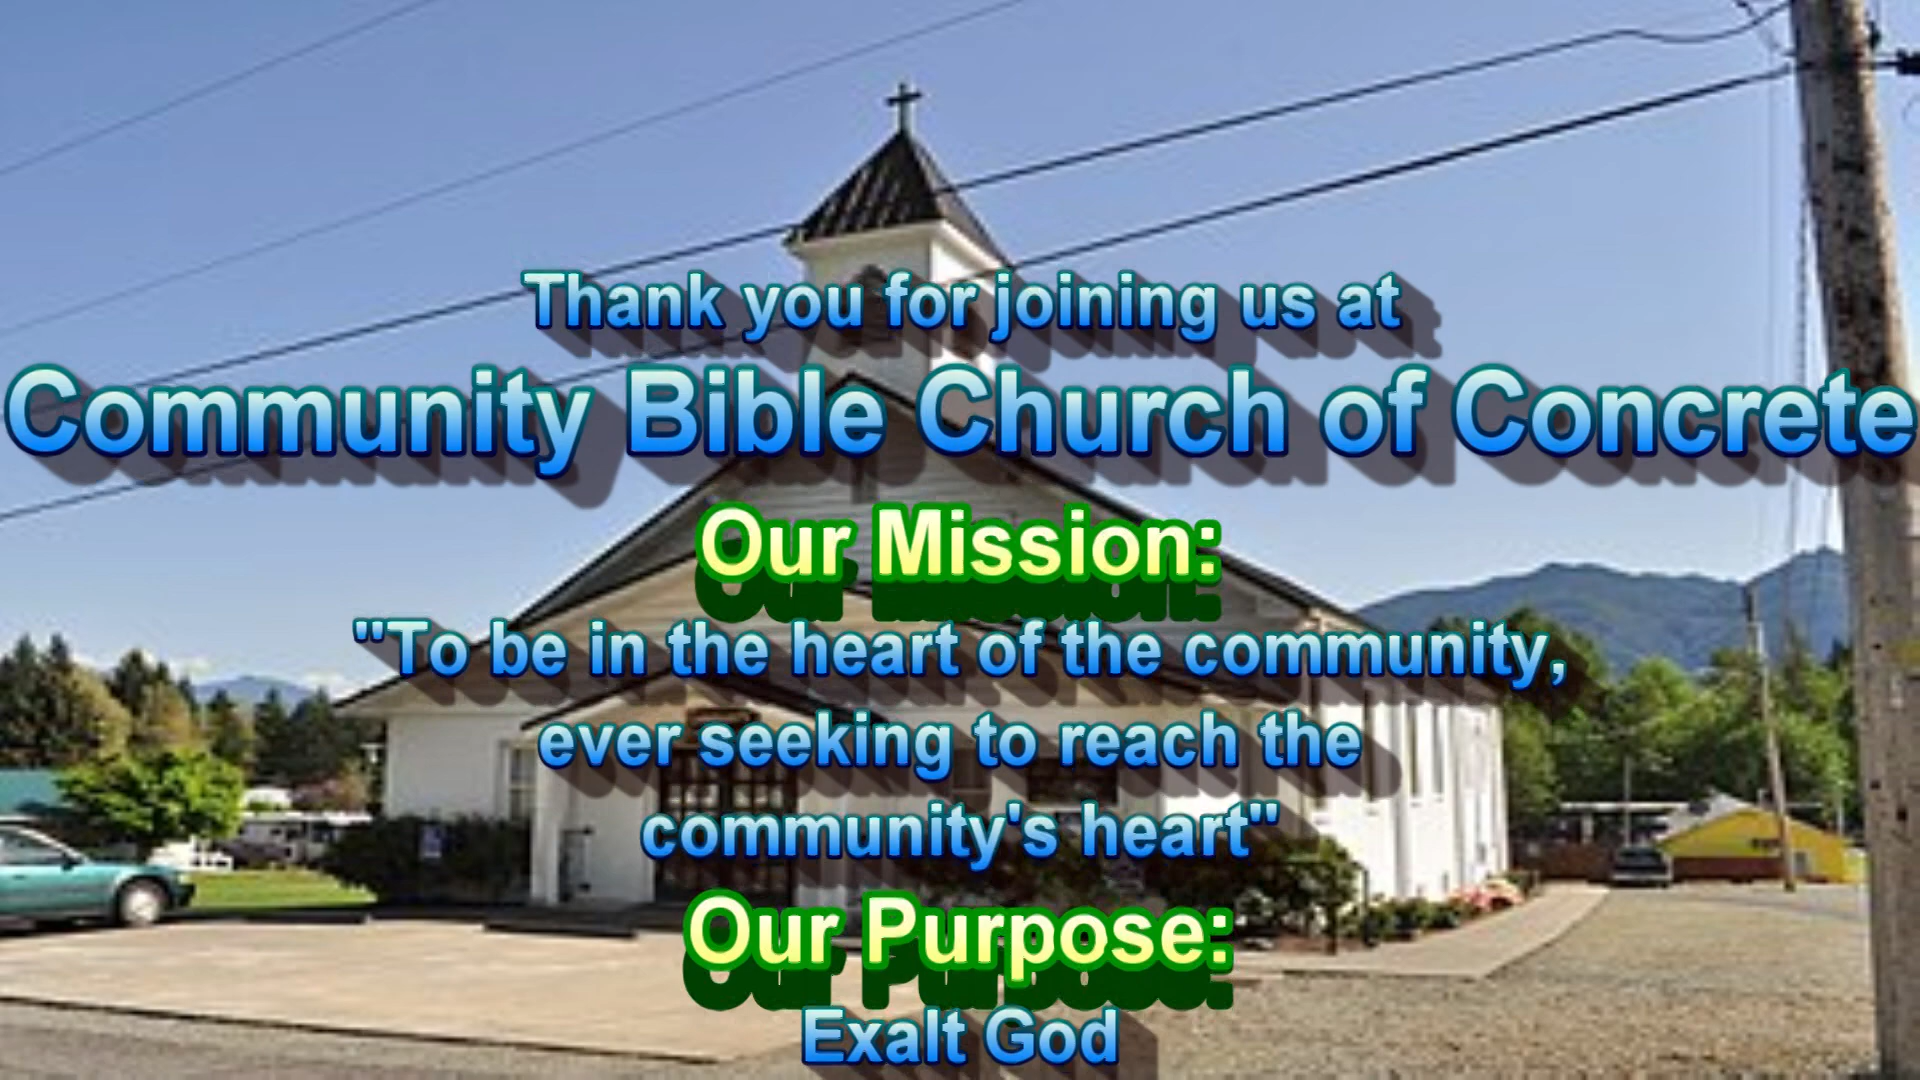 Thank you for joining us at
Community Bible Church of Concrete
Our Mission:
"To be in the heart of the community,
ever seeking to reach the
community's heart"
Our Purpose:
Exalt God